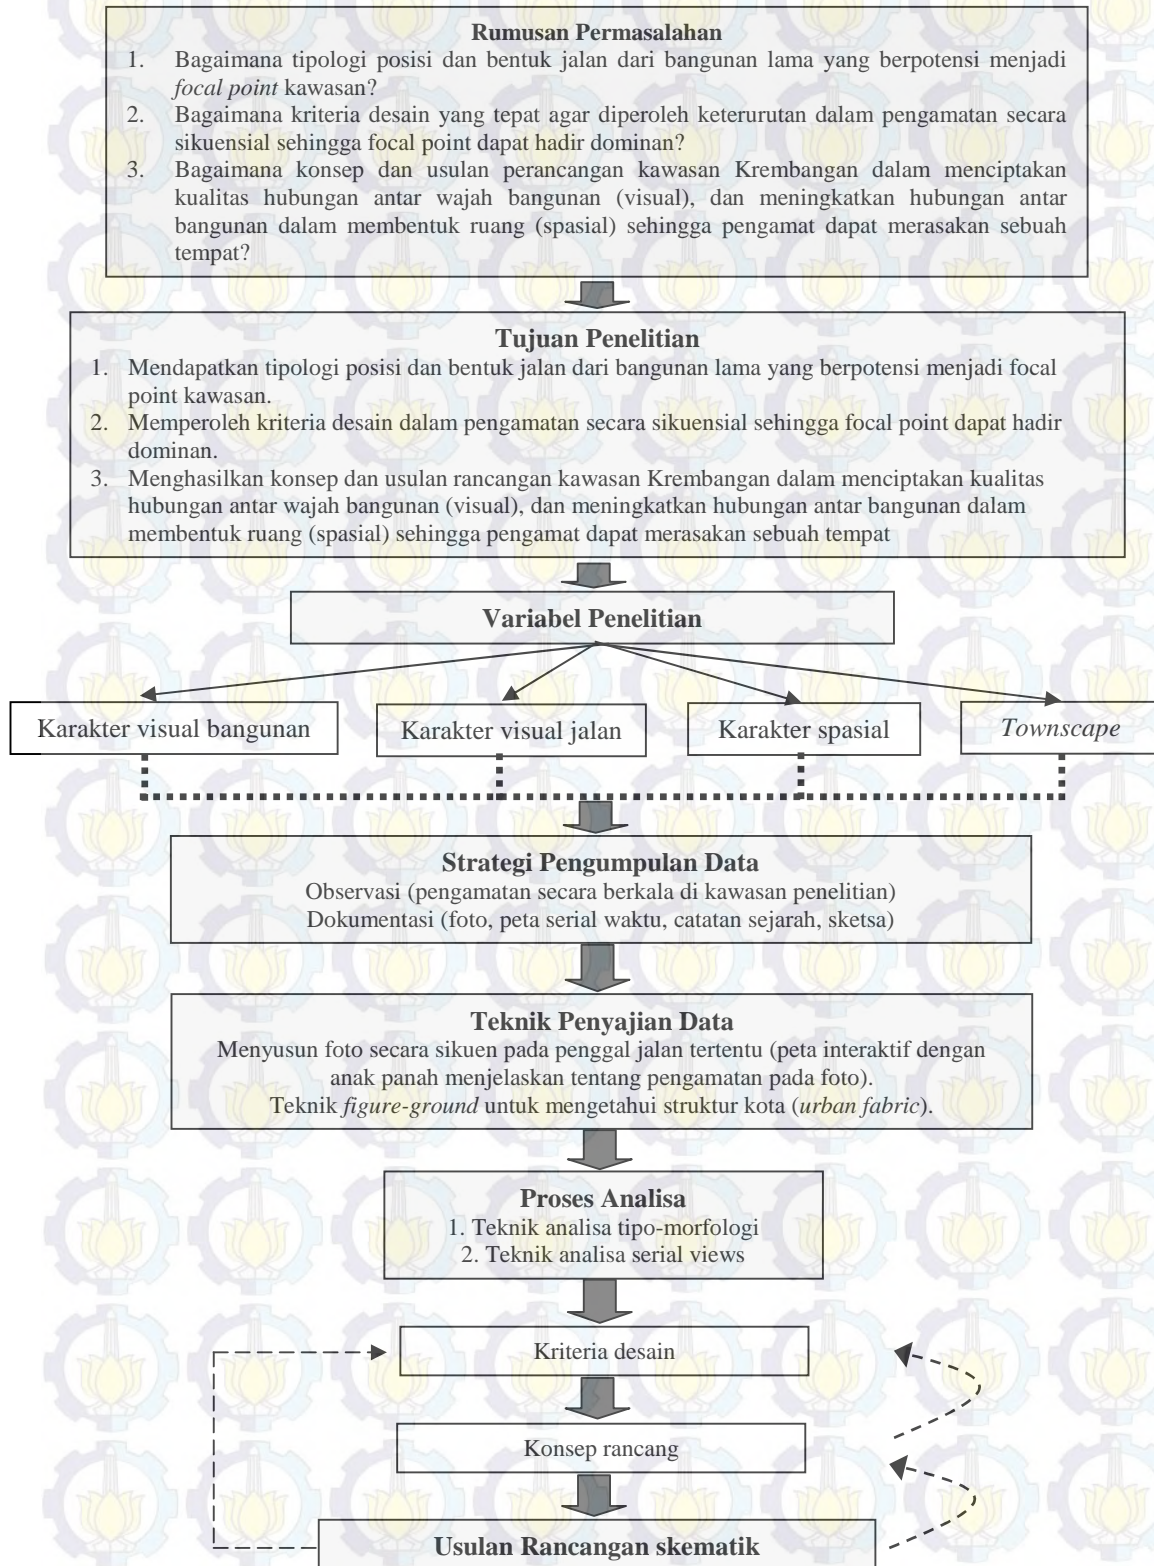 Rumusan Permasalahan
1. Bagaimana tipologi posisi dan bentuk jalan dari bangunan lama yang berpotensi menjadi
focal point kawasan?
2. Bagaimana kriteria desain yang tepat agar diperoleh keterurutan dalam pengamatan secara
sikuensial sehingga focal point dapat hadir dominan?
3. Bagaimana konsep dan usulan perancangan kawasan Krembangan dalam menciptakan
kualitas hubungan antar wajah bangunan (visual), dan meningkatkan hubungan antar
bangunan dalam membentuk ruang (spasial) sehingga pengamat dapat merasakan sebuah
tempat?
Tujuan Penelitian
1. Mendapatkan tipologi posisi dan bentuk jalan dari bangunan lama yang berpotensi menjadi focal
point kawasan.
2. Memperoleh kriteria desain dalam pengamatan secara sikuensial sehingga focal point dapat hadir
dominan.
3. Menghasilkan konsep dan usulan rancangan kawasan Krembangan dalam menciptakan kualitas
hubungan antar wajah bangunan (visual), dan meningkatkan hubungan antar bangunan dalam
membentuk ruang (spasial) sehingga pengamat dapat merasakan sebuah tempat
Variabel Penelitian
Karakter visual bangunan
Karakter visual jalan
Karakter spasial
Townscape
Strategi Pengumpulan Data
Observasi (pengamatan secara berkala di kawasan penelitian)
Dokumentasi (foto, peta serial waktu, catatan sejarah, sketsa)
Teknik Penyajian Data
Menyusun foto secara sikuen pada penggal jalan tertentu (peta interaktif dengan
anak panah menjelaskan tentang pengamatan pada foto).
Teknik figure-ground untuk mengetahui struktur kota (urban fabric).
Proses Analisa
1. Teknik analisa tipo-morfologi
2. Teknik analisa serial views
Kriteria desain
Konsep rancang
Usulan Rancangan skematik